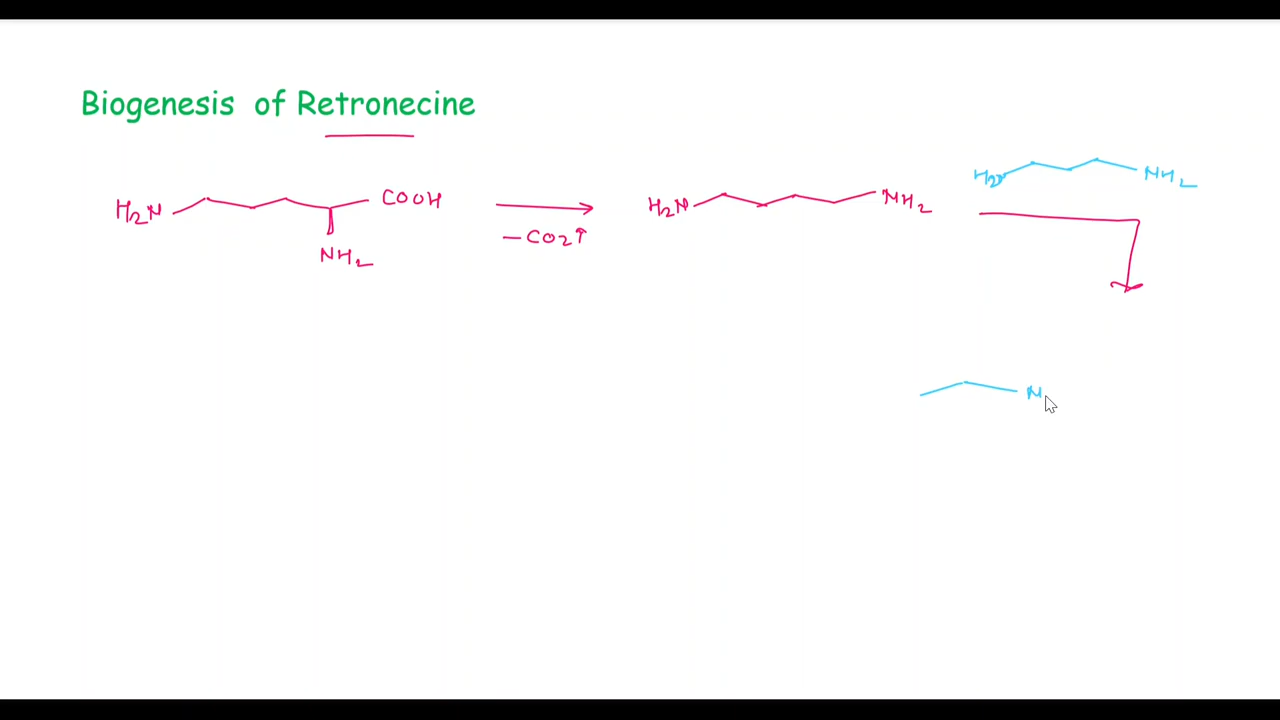 Biogenesis of Retronecine
H2N COOH
NH2
—CO2↑
H2N NH2
H2N NH2
N